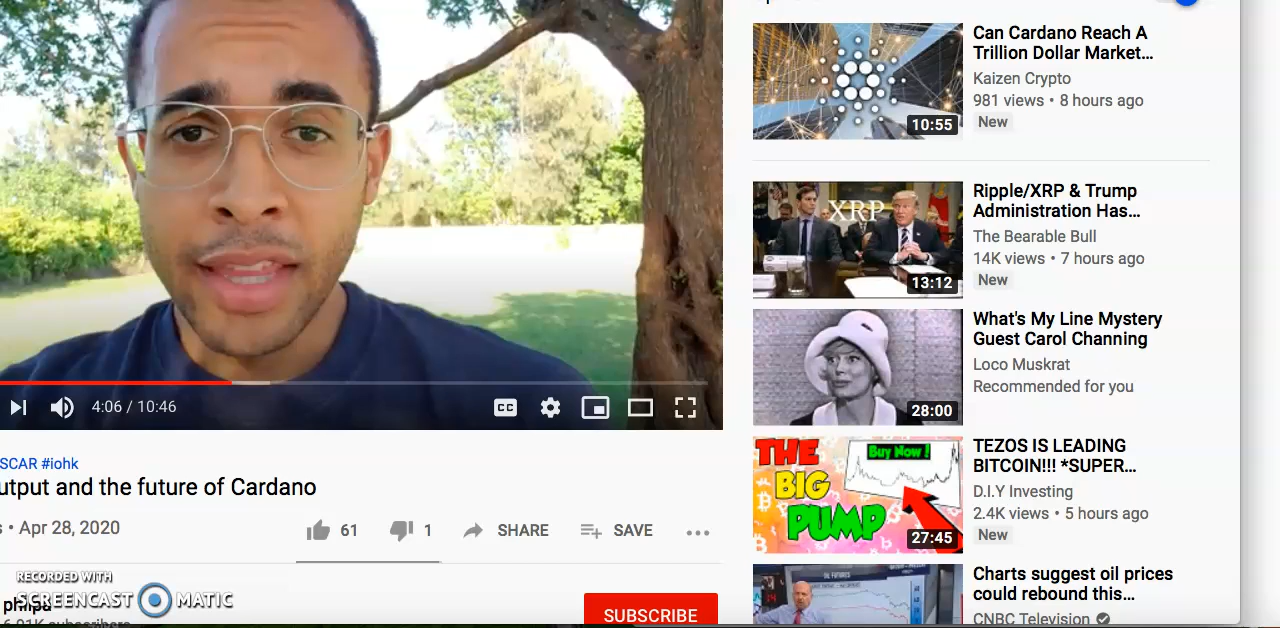 4:06 / 10:46
CC
SCAR #iohk
utput and the future of Cardano
s • Apr 28, 2020
61
1
SHARE
SAVE
RECORDED WITH
SCREENCAST MATIC
SUBSCRIBE
Can Cardano Reach A
Trillion Dollar Market...
Kaizen Crypto
981 views • 8 hours ago
New
10:55
XRP
13:12
Ripple/XRP & Trump
Administration Has...
The Bearable Bull
14K views • 7 hours ago
New
28:00
What's My Line Mystery
Guest Carol Channing
Loco Muskrat
Recommended for you
THE
BIG
PUMP
Buy Now !
27:45
TEZOS IS LEADING
BITCOIN!!! *SUPER...
D.I.Y Investing
2.4K views • 5 hours ago
New
OIL FUTURES
Charts suggest oil prices
could rebound this...
CNBC Television